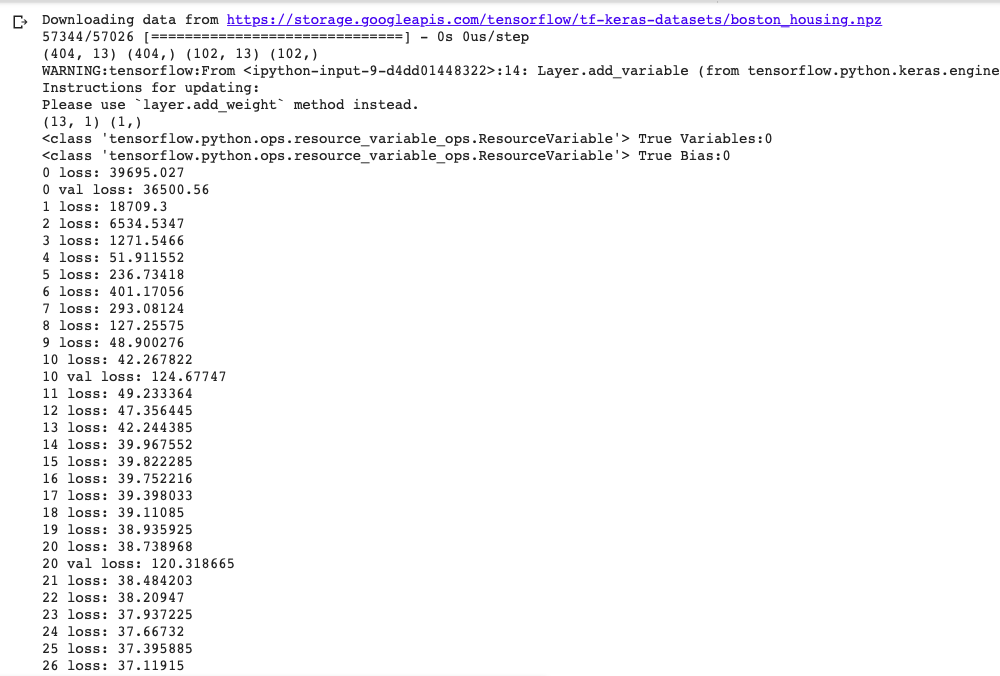 Downloading data from https://storage.googleapis.com/tensorflow/tf-keras-datasets/boston_housing.npz
57344/57026 [==============================] - 0s 0us/step
(404, 13) (404,) (102, 13) (102,)
WARNING:tensorflow:From <ipython-input-9-d4dd01448322>:14: Layer.add_variable (from tensorflow.python.keras.engine
Instructions for updating:
Please use `layer.add_weight` method instead.
(13, 1) (1,)
<class 'tensorflow.python.ops.resource_variable_ops.ResourceVariable'> True Variables:0
<class 'tensorflow.python.ops.resource_variable_ops.ResourceVariable'> True Bias:0
0 loss: 39695.027
0 val loss: 36500.56
1 loss: 18709.3
2 loss: 6534.5347
3 loss: 1271.5466
4 loss: 51.911552
5 loss: 236.73418
6 loss: 401.17056
7 loss: 293.08124
8 loss: 127.25575
9 loss: 48.900276
10 loss: 42.267822
10 val loss: 124.67747
11 loss: 49.233364
12 loss: 47.356445
13 loss: 42.244385
14 loss: 39.967552
15 loss: 39.822285
16 loss: 39.752216
17 loss: 39.398033
18 loss: 39.11085
19 loss: 38.935925
20 loss: 38.738968
20 val loss: 120.318665
21 loss: 38.484203
22 loss: 38.20947
23 loss: 37.937225
24 loss: 37.66732
25 loss: 37.395885
26 loss: 37.11915